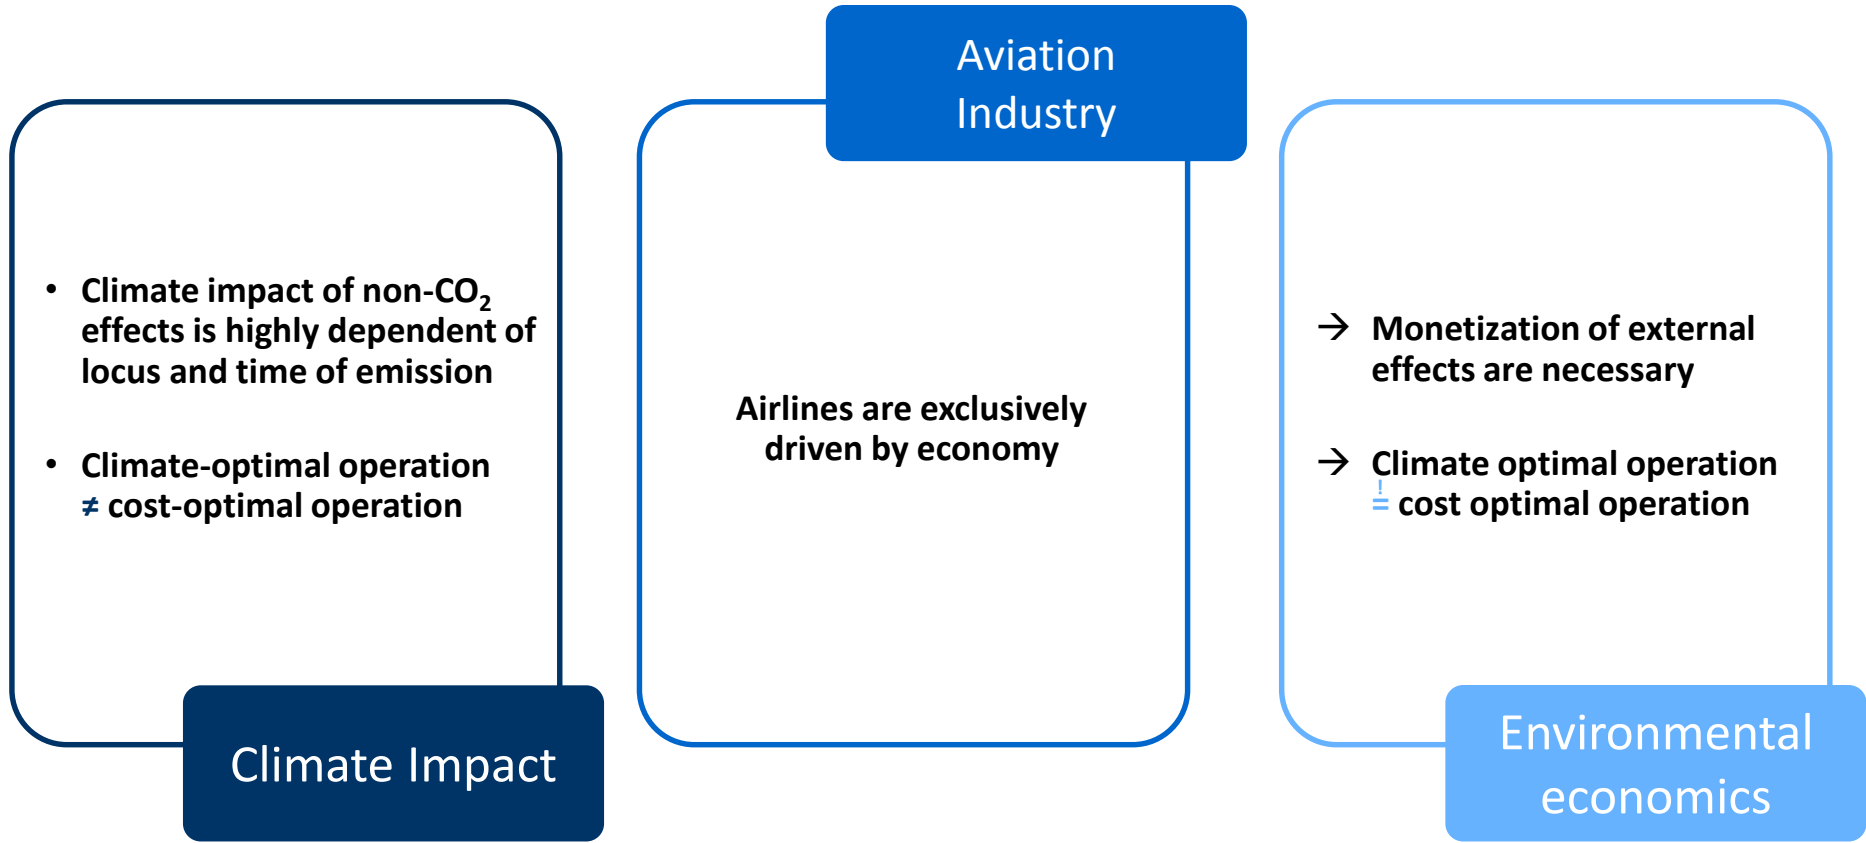 • Climate impact of non-CO₂
effects is highly dependent of
locus and time of emission
• Climate-optimal operation
≠ cost-optimal operation
Climate Impact
Aviation
Industry
Airlines are exclusively
driven by economy
→ Monetization of external
effects are necessary
→ Climate optimal operation
!
= cost optimal operation
Environmental
economics